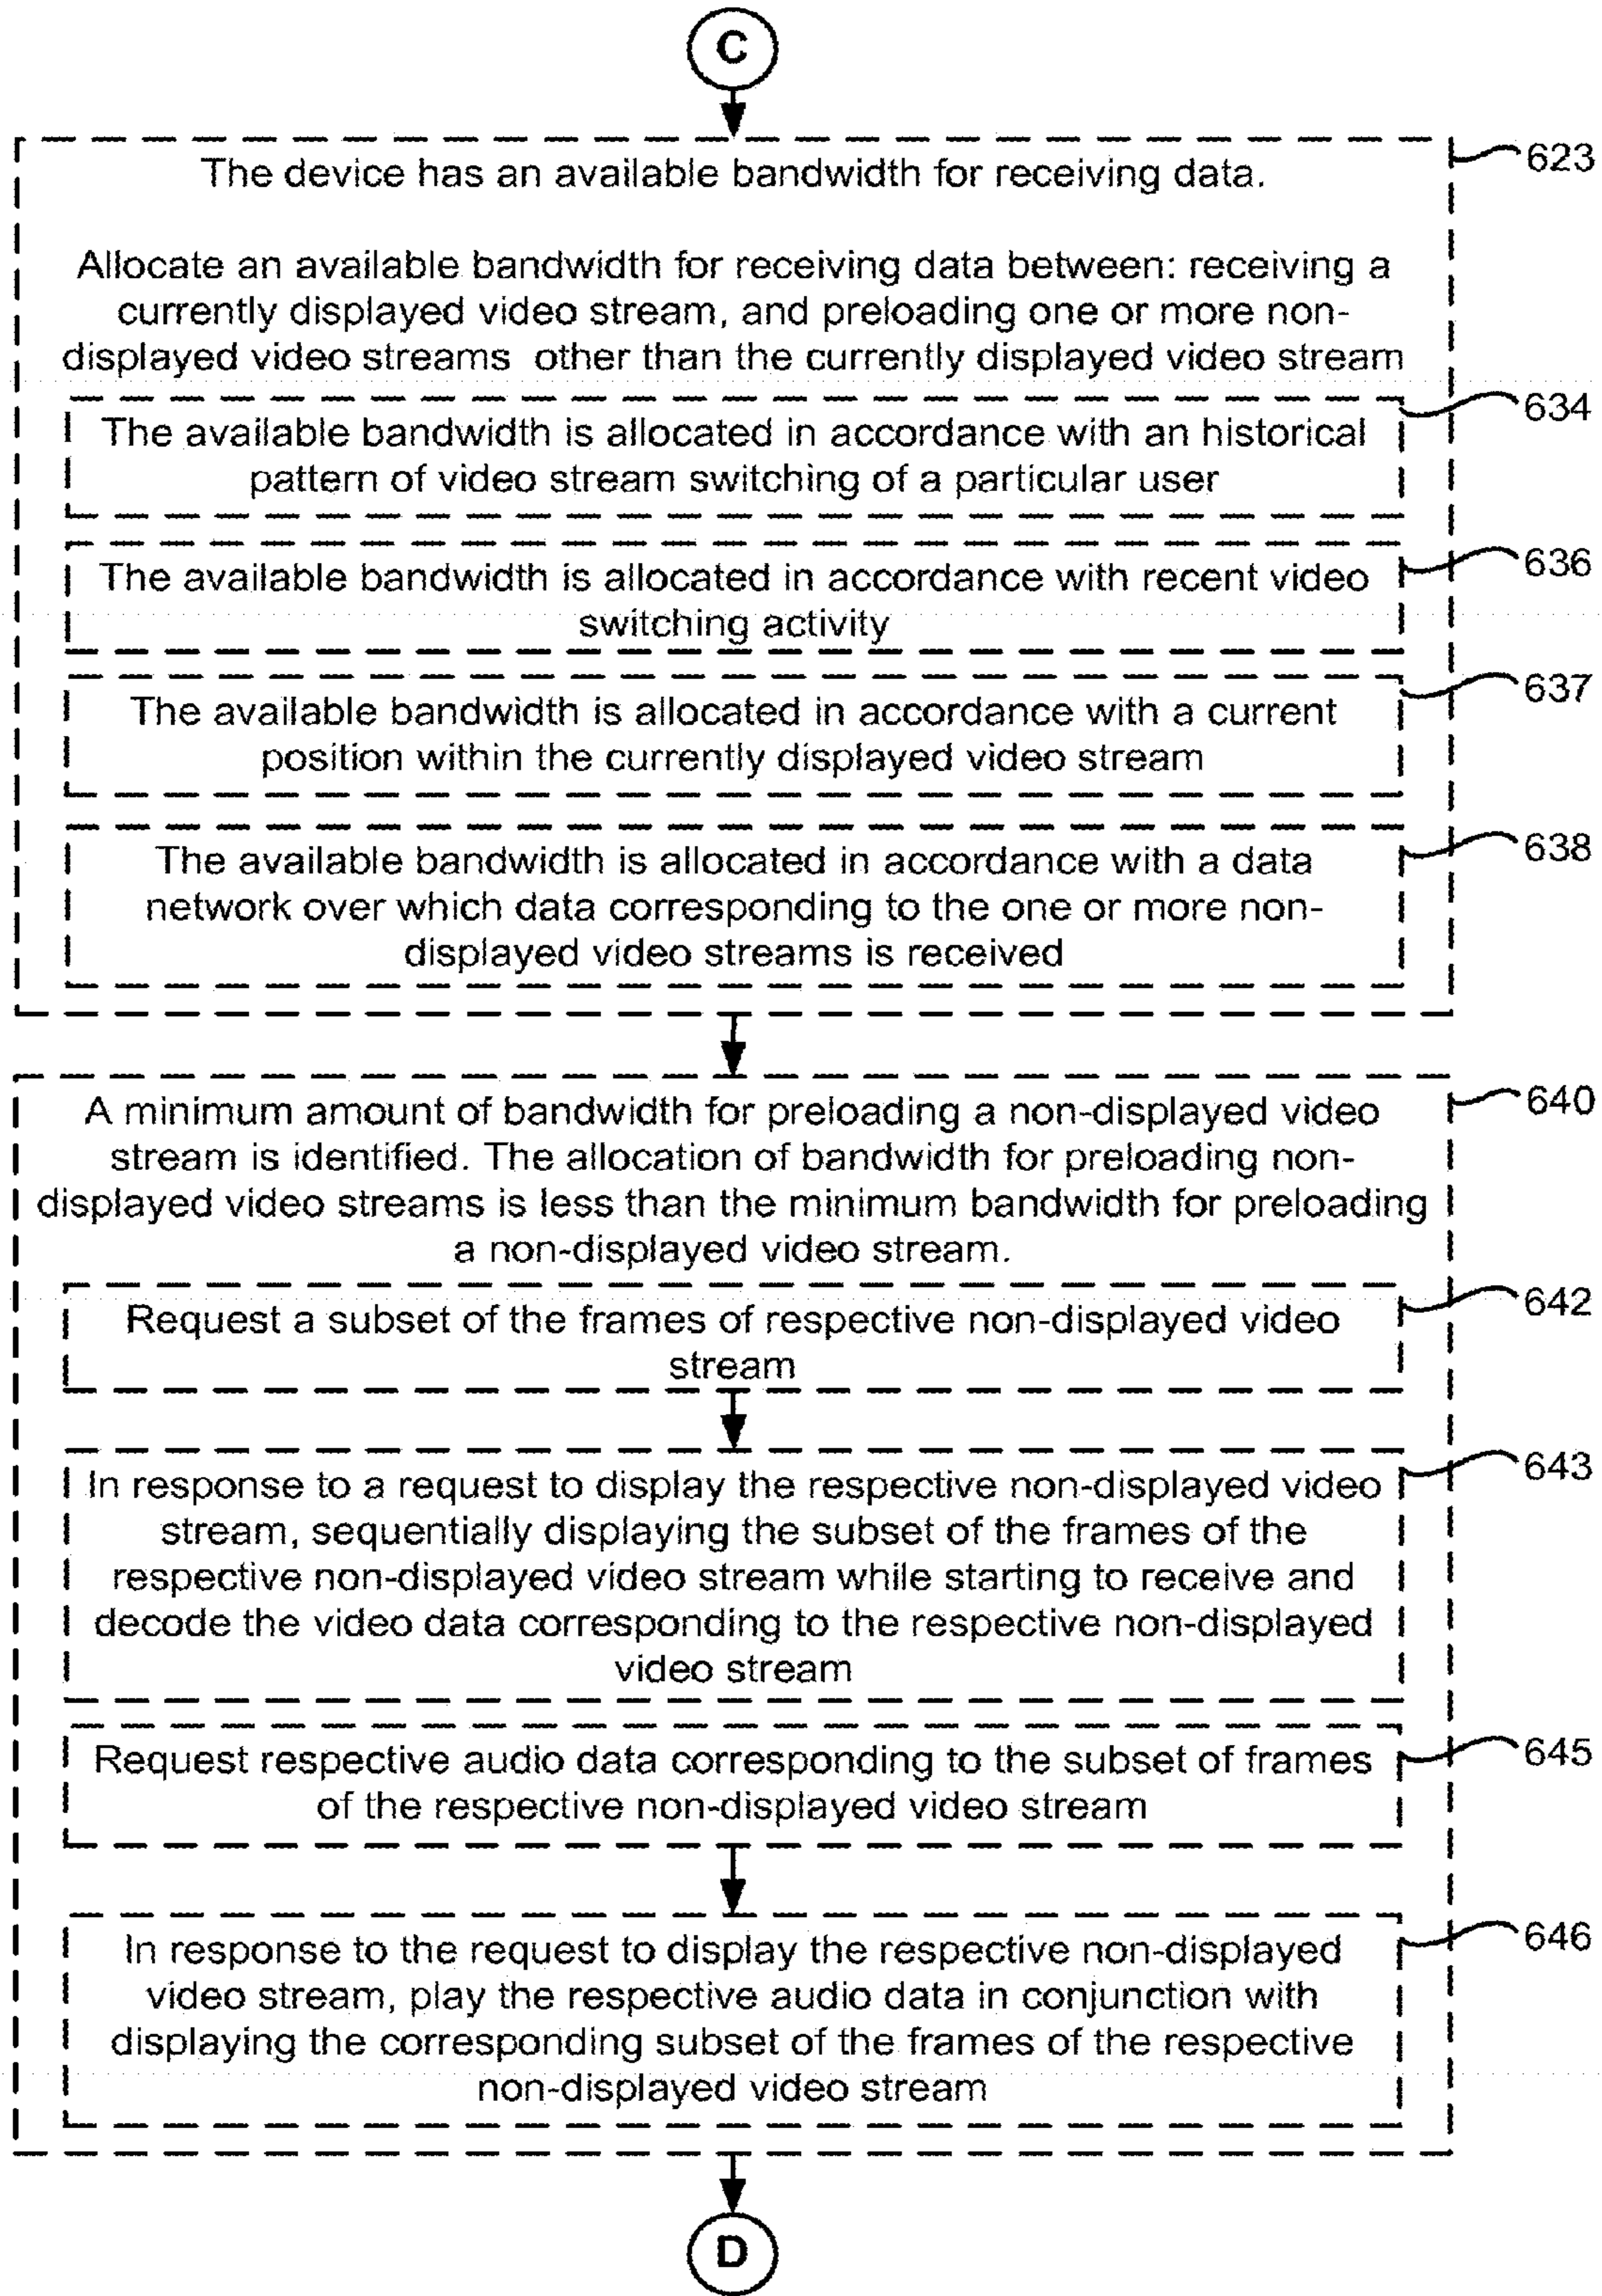 C
The device has an available bandwidth for receiving data.
623
Allocate an available bandwidth for receiving data between: receiving a
currently displayed video stream, and preloading one or more non-
displayed video streams other than the currently displayed video stream
634
The available bandwidth is allocated in accordance with an historical
pattern of video stream switching of a particular user
636
The available bandwidth is allocated in accordance with recent video
switching activity
637
The available bandwidth is allocated in accordance with a current
position within the currently displayed video stream
638
The available bandwidth is allocated in accordance with a data
network over which data corresponding to the one or more non-
displayed video streams is received
640
A minimum amount of bandwidth for preloading a non-displayed video
stream is identified. The allocation of bandwidth for preloading non-
displayed video streams is less than the minimum bandwidth for preloading
a non-displayed video stream.
642
Request a subset of the frames of respective non-displayed video
stream
643
In response to a request to display the respective non-displayed video
stream, sequentially displaying the subset of the frames of the
respective non-displayed video stream while starting to receive and
decode the video data corresponding to the respective non-displayed
video stream
645
Request respective audio data corresponding to the subset of frames
of the respective non-displayed video stream
646
In response to the request to display the respective non-displayed
video stream, play the respective audio data in conjunction with
displaying the corresponding subset of the frames of the respective
non-displayed video stream
D